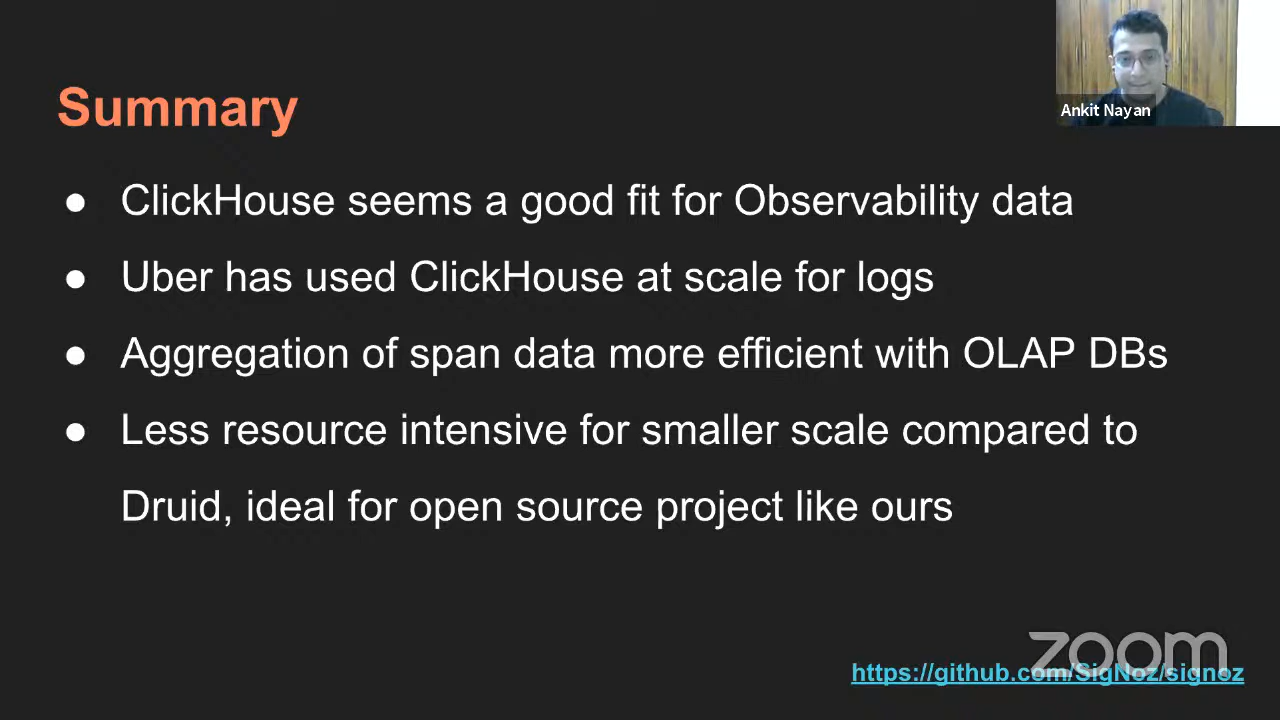 Summary
Ankit Nayan
● ClickHouse seems a good fit for Observability data
● Uber has used ClickHouse at scale for logs
● Aggregation of span data more efficient with OLAP DBs
● Less resource intensive for smaller scale compared to
Druid, ideal for open source project like ours
zoom
https://github.com/SigNoz/signoz